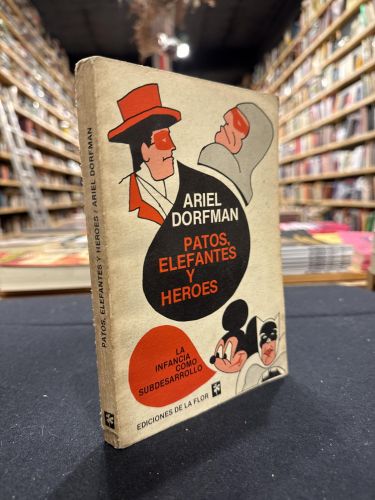 ARIEL
DORFMAN
PATOS,
ELEFANTES
Y
HEROES
LA
INFANCIA
COMO
SUBDESARROLLO
EDICIONES DE LA FLOR
PATOS, ELEFANTES Y HEROES / ARIEL DORFMAN